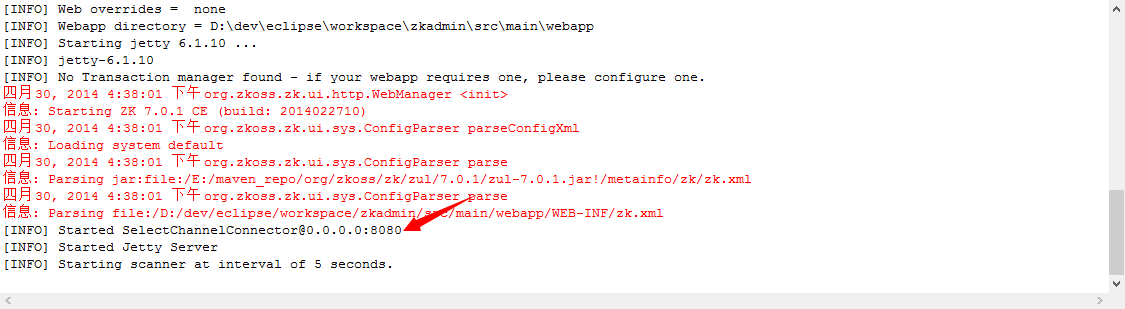 [INFO] Web overrides =  none
[INFO] Webapp directory = D:\dev\eclipse\workspace\zkadmin\src\main\webapp
[INFO] Starting jetty 6.1.10 ...
[INFO] jetty-6.1.10
[INFO] No Transaction manager found - if your webapp requires one, please configure one.
四月 30, 2014 4:38:01 下午 org.zkoss.zk.ui.http.WebManager <init>
信息: Starting ZK 7.0.1 CE (build: 2014022710)
四月 30, 2014 4:38:01 下午 org.zkoss.zk.ui.sys.ConfigParser parseConfigXml
信息: Loading system default
四月 30, 2014 4:38:01 下午 org.zkoss.zk.ui.sys.ConfigParser parse
信息: Parsing jar:file:/E:/maven_repo/org/zkoss/zk/zul/7.0.1/zul-7.0.1.jar!/metainfo/zk/zk.xml
四月 30, 2014 4:38:01 下午 org.zkoss.zk.ui.sys.ConfigParser parse
信息: Parsing file:/D:/dev/eclipse/workspace/zkadmin/src/main/webapp/WEB-INF/zk.xml
[INFO] Started SelectChannelConnector@0.0.0.0:8080
[INFO] Started Jetty Server
[INFO] Starting scanner at interval of 5 seconds.